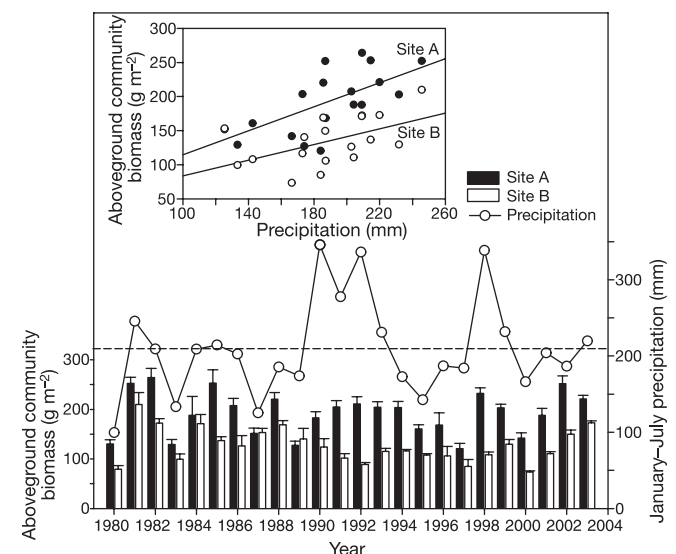 300
250
200
150
100
50
Aboveground community
biomass (g m–2)
Site A
Site B
100 140 180 220 260
Precipitation (mm)
Site A
Site B
Precipitation
300
200
100
0
Aboveground community
biomass (g m–2)
300
200
100
0
January–July precipitation (mm)
1980 1982 1984 1986 1988 1990 1992 1994 1996 1998 2000 2002 2004
Year